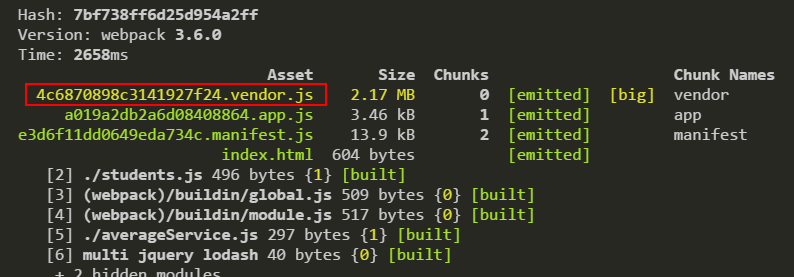 Hash: 7bf738ff6d25d954a2ff
Version: webpack 3.6.0
Time: 2658ms
Asset Size Chunks Chunk Names
4c6870898c3141927f24.vendor.js 2.17 MB 0 [emitted] [big] vendor
a019a2db2a6d08408864.app.js 3.46 kB 1 [emitted] app
e3d6f11dd0649eda734c.manifest.js 13.9 kB 2 [emitted] manifest
index.html 604 bytes [emitted]
[2] ./students.js 496 bytes {1} [built]
[3] (webpack)/buildin/global.js 509 bytes {0} [built]
[4] (webpack)/buildin/module.js 517 bytes {0} [built]
[5] ./averageService.js 297 bytes {1} [built]
[6] multi jquery lodash 40 bytes {0} [built]
+ 2 hidden modules